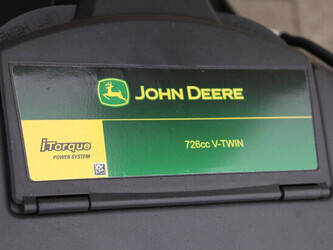 JOHN DEERE
iTorque
POWER SYSTEM
726cc V-TWIN